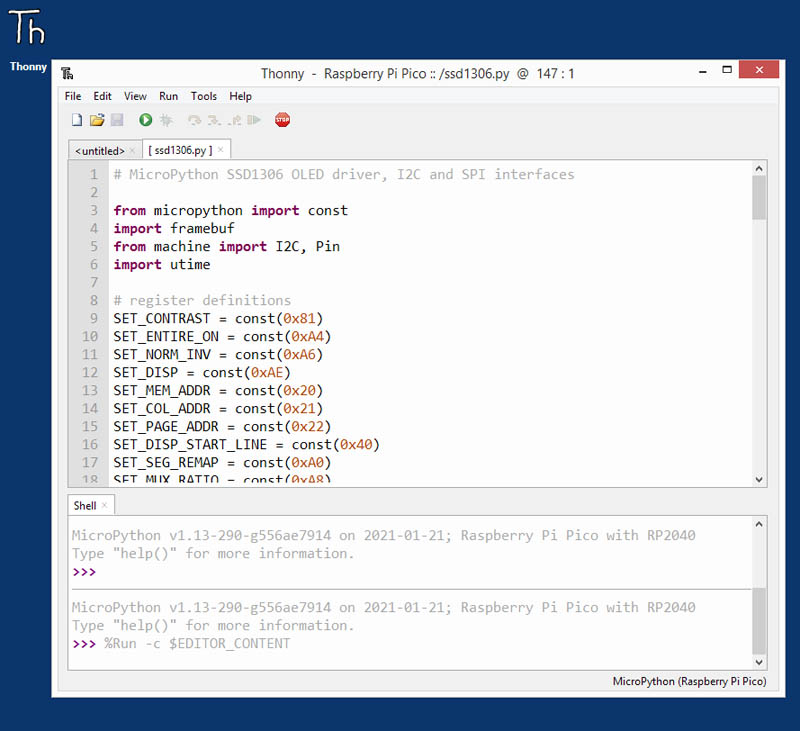 Th
Thonny
Th
Thonny - Raspberry Pi Pico :: /ssd1306.py @ 147 : 1
File Edit View Run Tools Help
STOP
<untitled> × [ ssd1306.py ] ×
1 # MicroPython SSD1306 OLED driver, I2C and SPI interfaces
2
3 from micropython import const
4 import framebuf
5 from machine import I2C, Pin
6 import utime
7
8 # register definitions
9 SET_CONTRAST = const(0x81)
10 SET_ENTIRE_ON = const(0xA4)
11 SET_NORM_INV = const(0xA6)
12 SET_DISP = const(0xAE)
13 SET_MEM_ADDR = const(0x20)
14 SET_COL_ADDR = const(0x21)
15 SET_PAGE_ADDR = const(0x22)
16 SET_DISP_START_LINE = const(0x40)
17 SET_SEG_REMAP = const(0xA0)
18 SET_MUX_RATIO = const(0xA8)
Shell ×
MicroPython v1.13-290-g556ae7914 on 2021-01-21; Raspberry Pi Pico with RP2040
Type "help()" for more information.
>>>
MicroPython v1.13-290-g556ae7914 on 2021-01-21; Raspberry Pi Pico with RP2040
Type "help()" for more information.
>>> %Run -c $EDITOR_CONTENT
MicroPython (Raspberry Pi Pico)